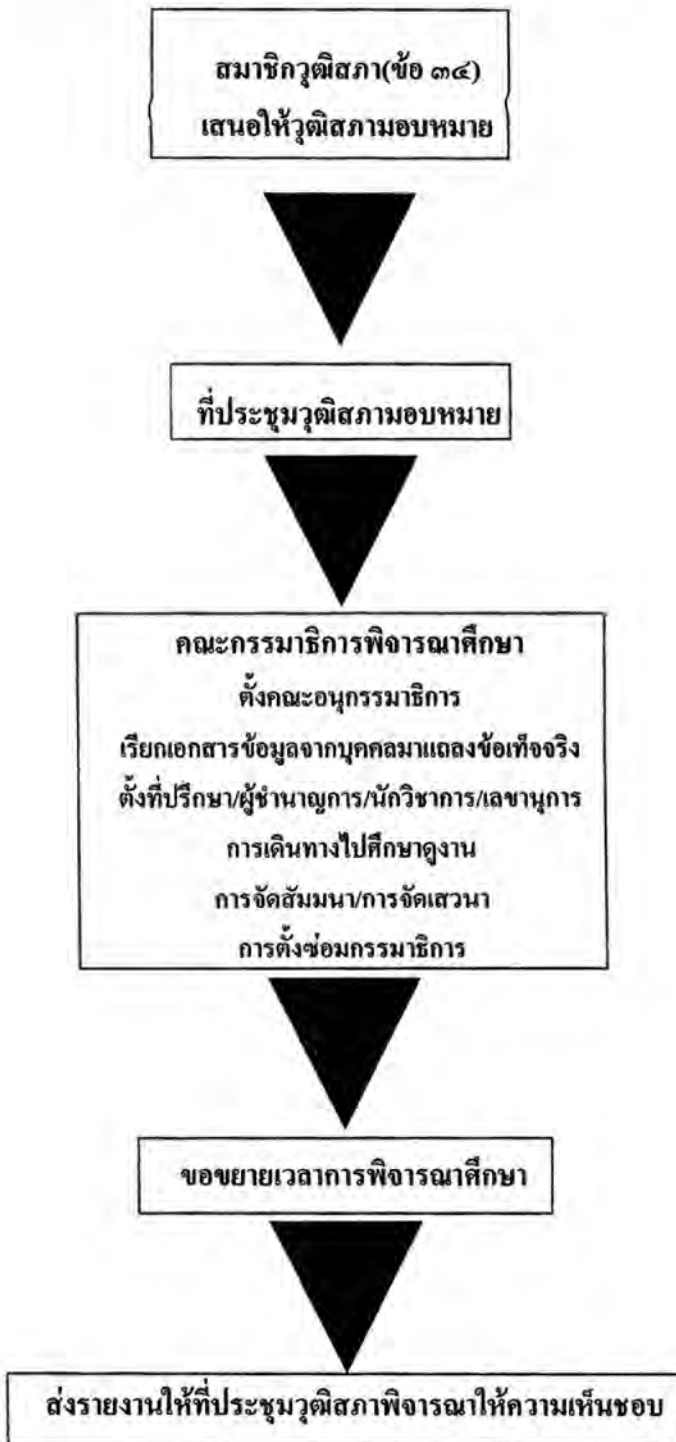 สมาชิกวุฒิสภา(ข้อ ๓๔)
เสนอให้วุฒิสภามอบหมาย
ที่ประชุมวุฒิสภามอบหมาย
คณะกรรมาธิการพิจารณาศึกษา
ตั้งคณะอนุกรรมาธิการ
เรียกเอกสารข้อมูลจากบุคคลมาแถลงข้อเท็จจริง
ตั้งที่ปรึกษา/ผู้ชำนาญการ/นักวิชาการ/เลขานุการ
การเดินทางไปศึกษาดูงาน
การจัดสัมมนา/การจัดเสวนา
การตั้งซ่อมกรรมาธิการ
ขอขยายเวลาการพิจารณาศึกษา
ส่งรายงานให้ที่ประชุมวุฒิสภาพิจารณาให้ความเห็นชอบ